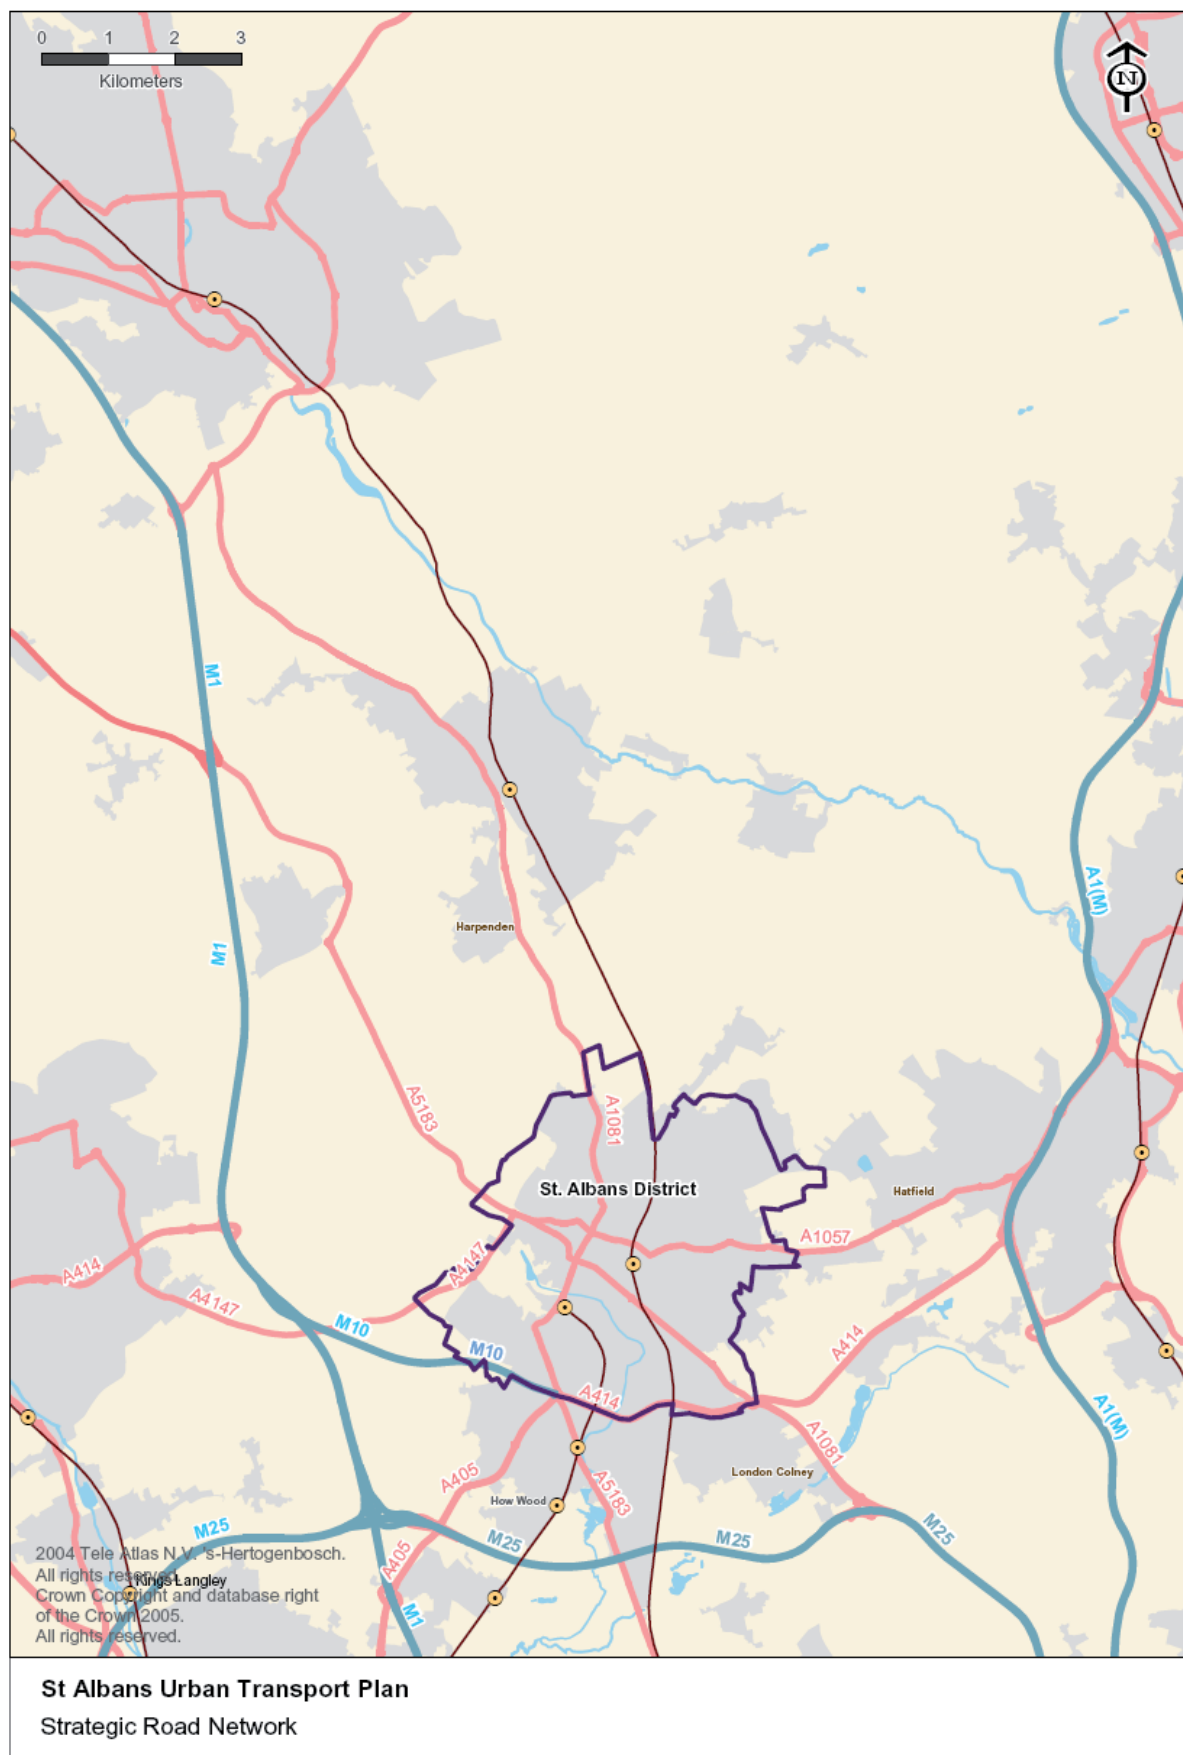 0 1 2 3
Kilometers
N
M1
M1
A1(M)
Harpenden
A5183
A1081
St. Albans District
Hatfield
A1057
A4147
A414
A4147
M10
M10
A414
A414
A1(M)
A1081
A405
London Colney
How Wood
A5183
M25
M25
M25
M25
A405
M1
Kings Langley
2004 Tele Atlas N.V. 's-Hertogenbosch.
All rights reserved.
Crown Copyright and database right
of the Crown 2005.
All rights reserved.
St Albans Urban Transport Plan
Strategic Road Network